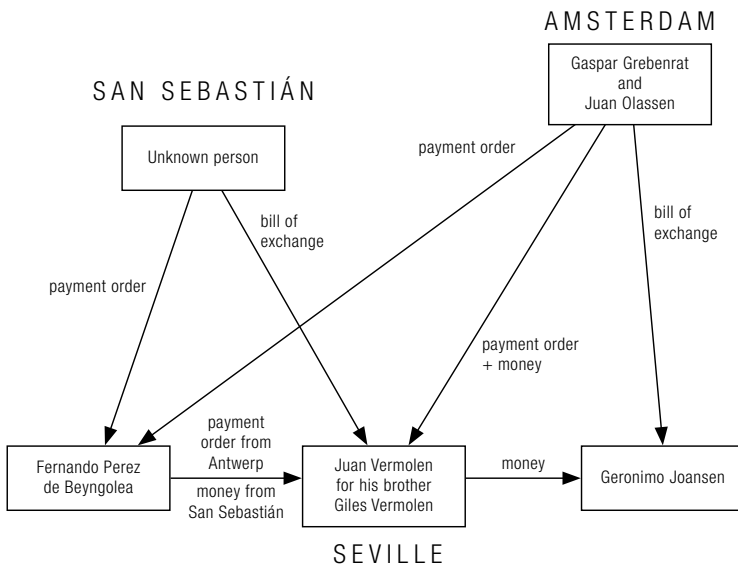 AMSTERDAM
Gaspar Grebenrat
and
Juan Olassen
SAN SEBASTIÁN
Unknown person
payment order
bill of
exchange
bill of
exchange
payment order
payment order
+ money
payment
order from
Antwerp
money from
San Sebastián
Fernando Perez
de Beyngolea
Juan Vermolen
for his brother
Giles Vermolen
money
Geronimo Joansen
SEVILLE